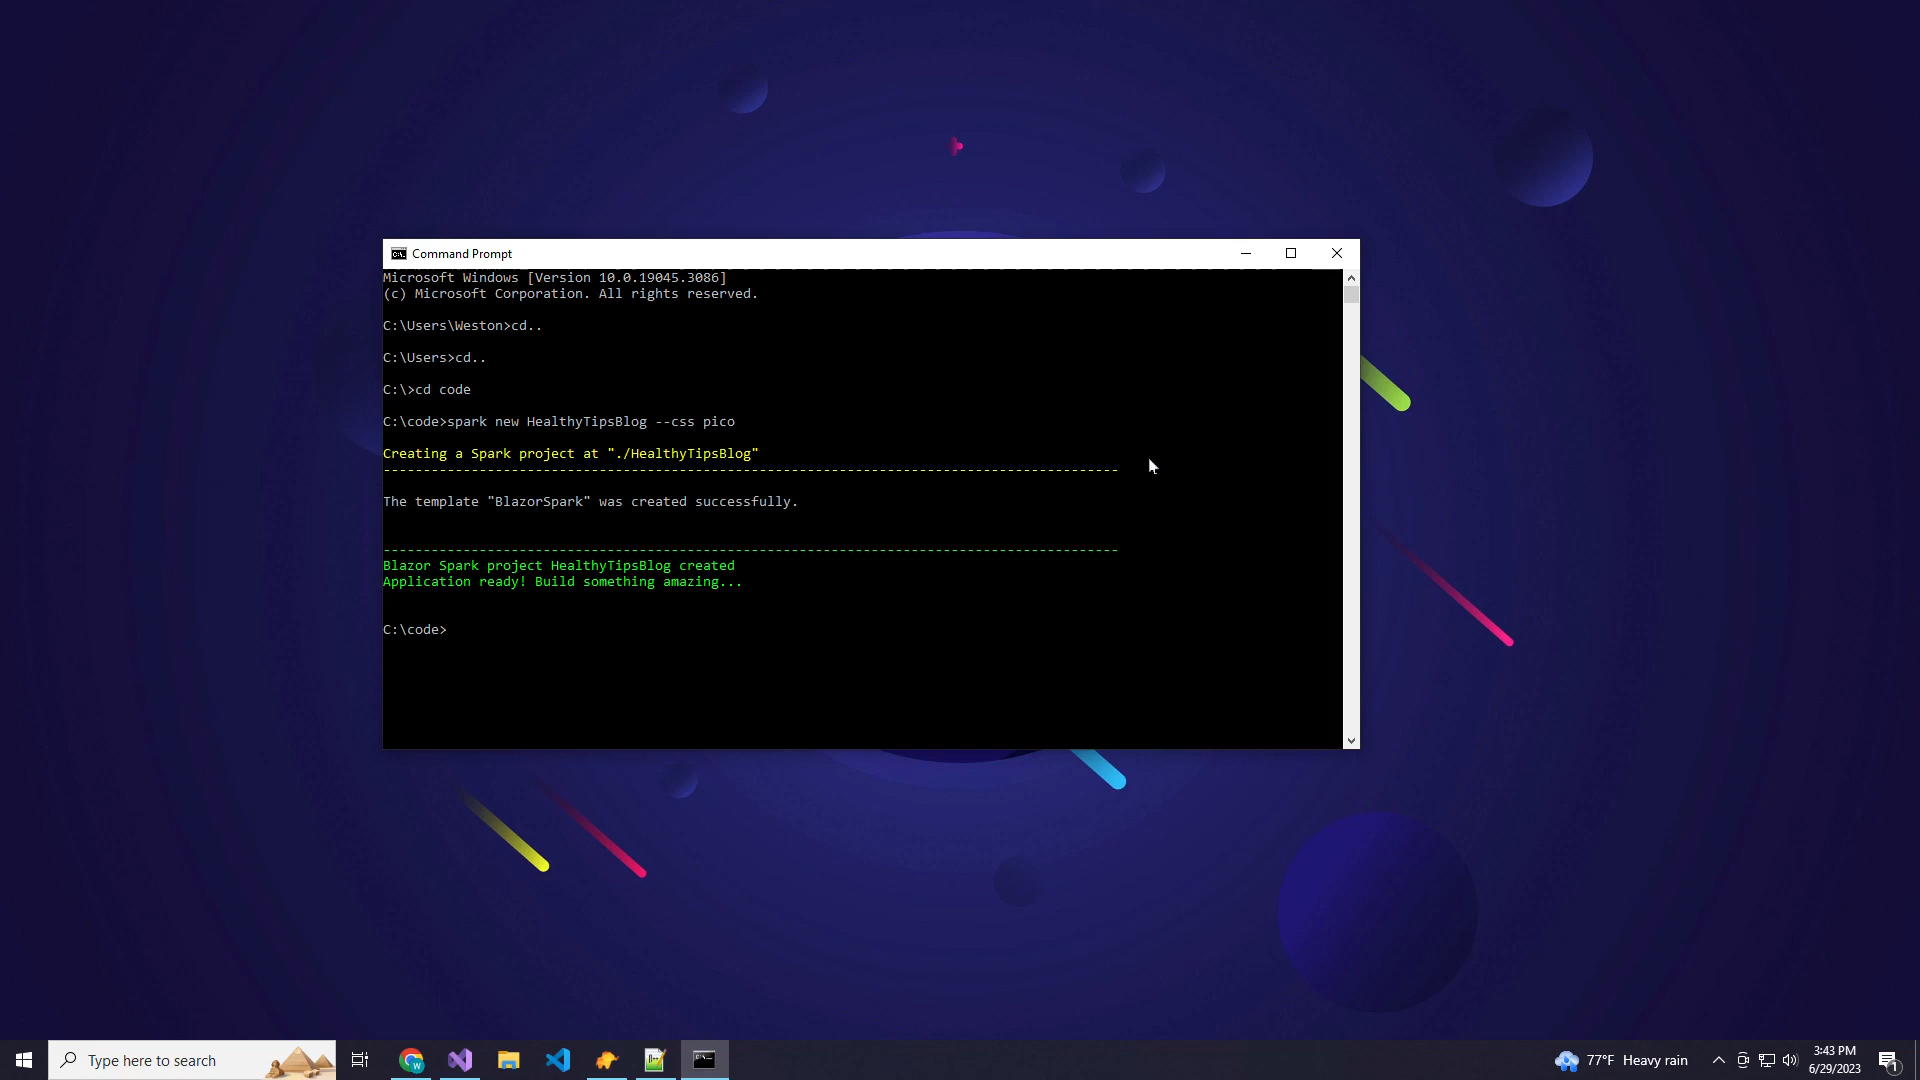 Command Prompt
Microsoft Windows [Version 10.0.19045.3086]
(c) Microsoft Corporation. All rights reserved.
C:\Users\Weston>cd..
C:\Users>cd..
C:\>cd code
C:\code>spark new HealthyTipsBlog --css pico
Creating a Spark project at "./HealthyTipsBlog"
--------------------------------------------------------------------------------------------
The template "BlazorSpark" was created successfully.
--------------------------------------------------------------------------------------------
Blazor Spark project HealthyTipsBlog created
Application ready! Build something amazing...
C:\code>
Type here to search
77°F Heavy rain
3:43 PM
6/29/2023
1